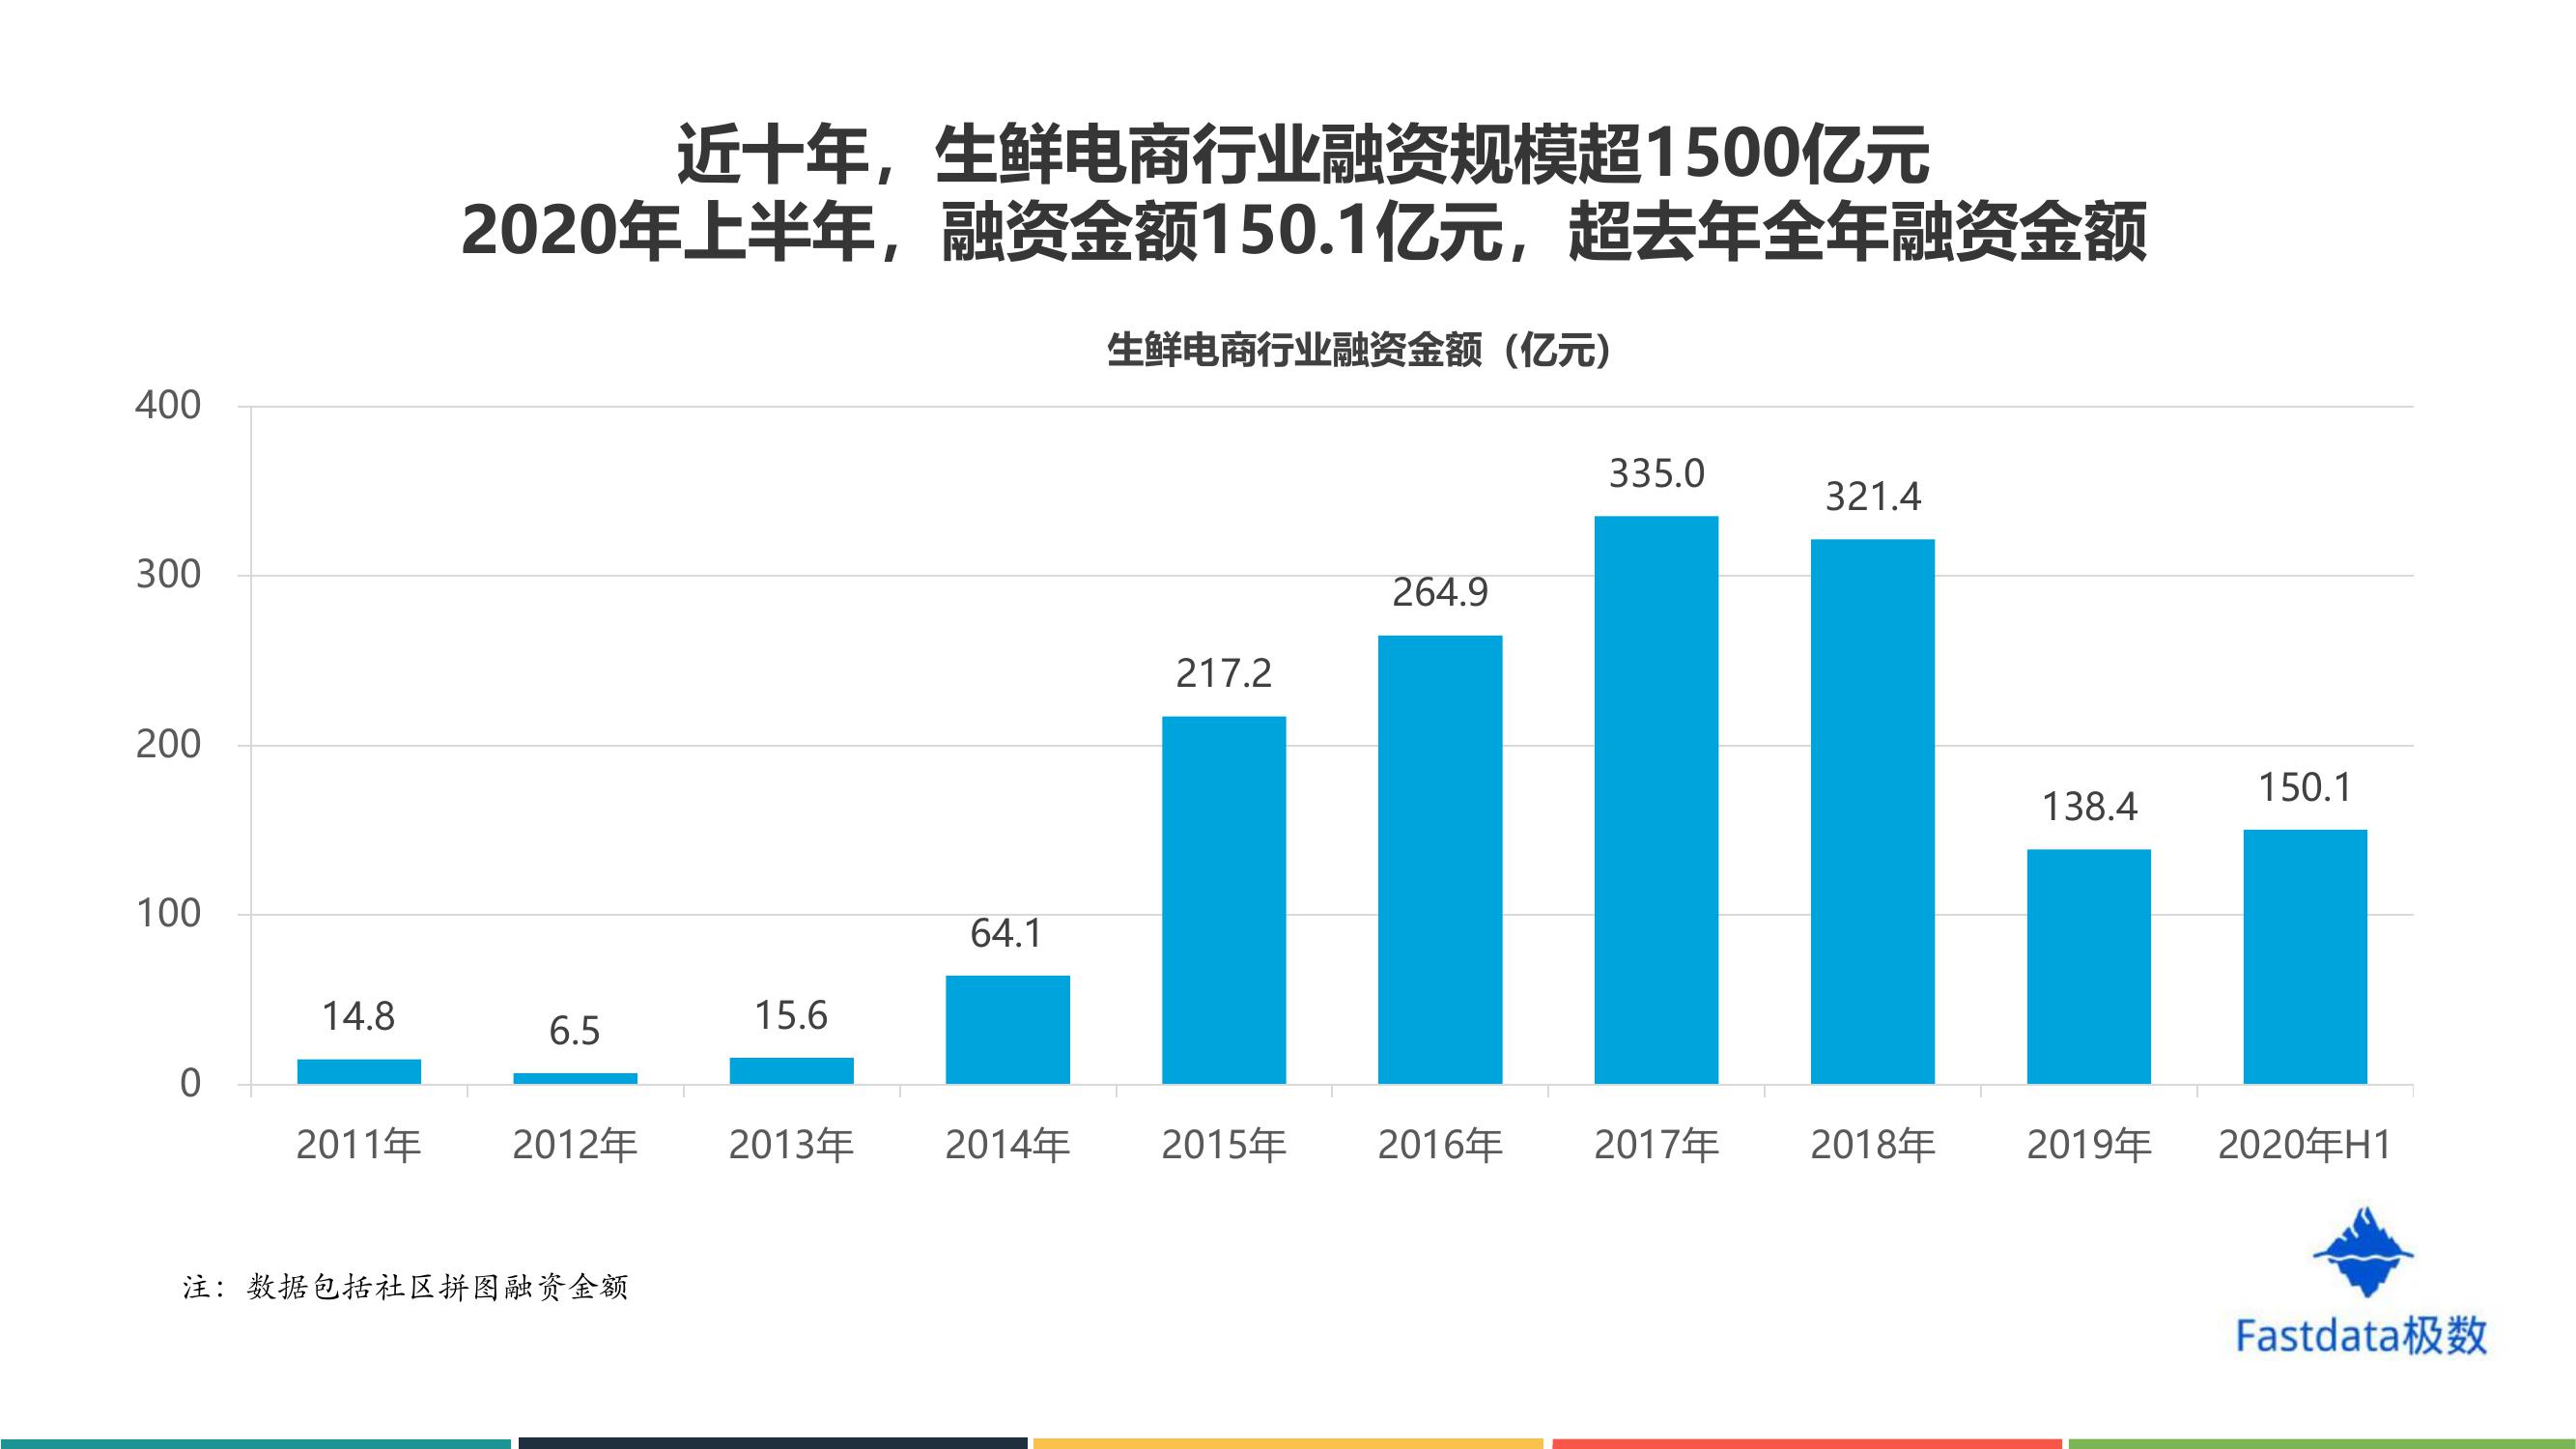 近十年，生鲜电商行业融资规模超1500亿元
2020年上半年，融资金额150.1亿元，超去年全年融资金额
生鲜电商行业融资金额（亿元）
400
300
200
100
0
14.8
6.5
15.6
64.1
217.2
264.9
335.0
321.4
138.4
150.1
2011年
2012年
2013年
2014年
2015年
2016年
2017年
2018年
2019年
2020年H1
注：数据包括社区拼图融资金额
Fastdata极数